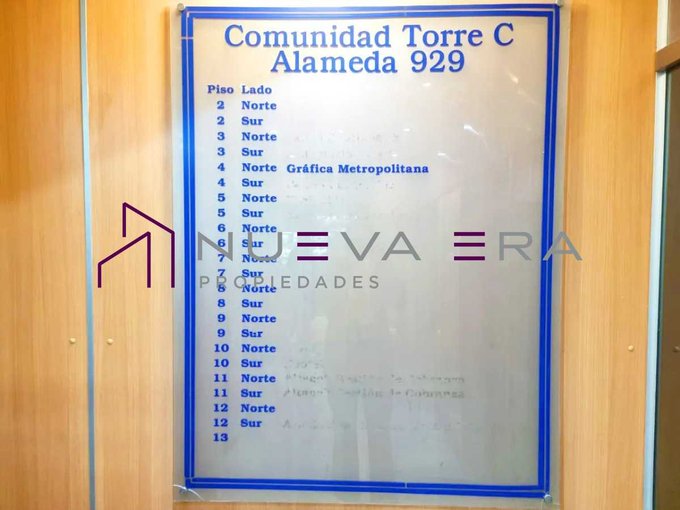 Comunidad Torre C
Alameda 929
Piso Lado
2 Norte
2 Sur
3 Norte
3 Sur
4 Norte Gráfica Metropolitana
4 Sur
5 Norte
5 Sur
6 Norte
6 Sur
7 Norte
7 Sur
8 Norte
8 Sur
9 Norte
9 Sur
10 Norte
10 Sur
11 Norte
11 Sur
12 Norte
12 Sur
13
NUEVA ERA
PROPIEDADES